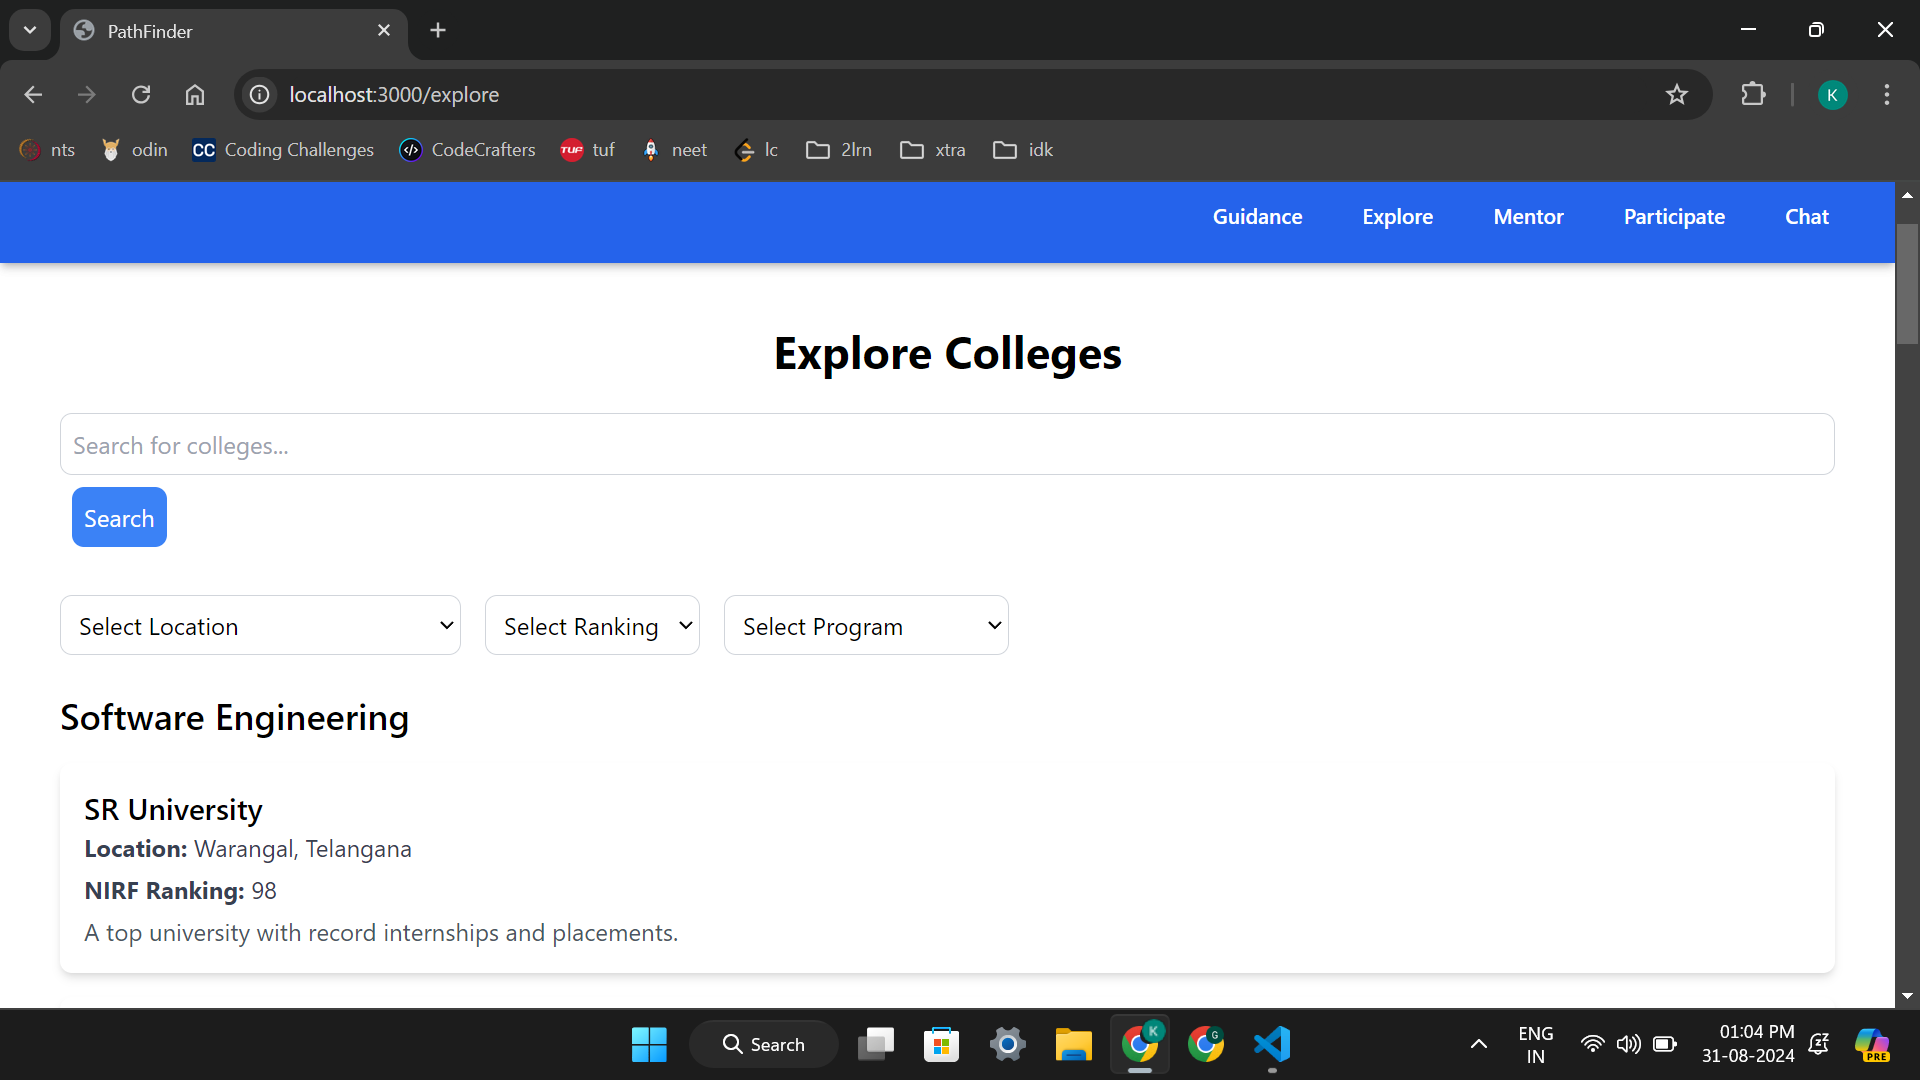 PathFinder
localhost:3000/explore
K
nts odin CC Coding Challenges CodeCrafters TUF tuf neet lc 2lrn xtra idk
Guidance Explore Mentor Participate Chat
Explore Colleges
Search for colleges...
Search
Select Location Select Ranking Select Program
Software Engineering
SR University
Location: Warangal, Telangana
NIRF Ranking: 98
A top university with record internships and placements.
Search
K
G
ENG
IN
01:04 PM
31-08-2024
PRE